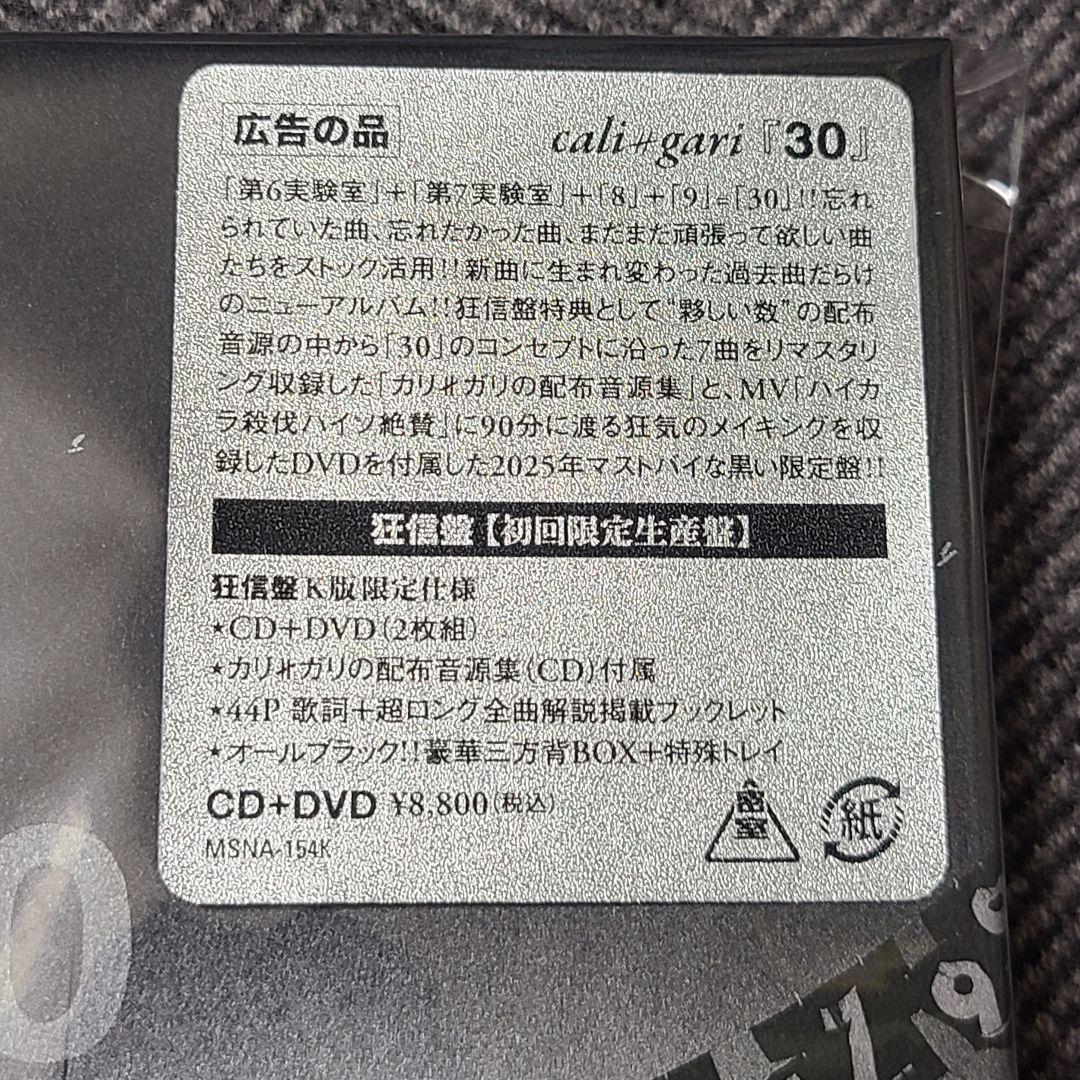 広告の品
cali≠gari『30』
「第6実験室」+「第7実験室」+「8」+「9」=「30」!!忘れ
られていた曲、忘れたかった曲、まだまだ頑張って欲しい曲
たちをストック活用!!新曲に生まれ変わった過去曲だらけ
のニューアルバム!!狂信盤特典として“夥しい数”の配布
音源の中から「30」のコンセプトに沿った7曲をリマスタリ
ング収録した「カリ≠ガリの配布音源集」と、MV「ハイカ
ラ殺伐ハイソ絶賛」に90分に渡る狂気のメイキングを収
録したDVDを付属した2025年マストバイな黒い限定盤!!
狂信盤【初回限定生産盤】
狂信盤K版限定仕様
★CD+DVD(2枚組)
★カリ≠ガリの配布音源集(CD)付属
★44P 歌詞+超ロング全曲解説掲載ブックレット
★オールブラック!!豪華三方背BOX+特殊トレイ
CD+DVD ¥8,800(税込)
MSNA-154K
密室
紙
0